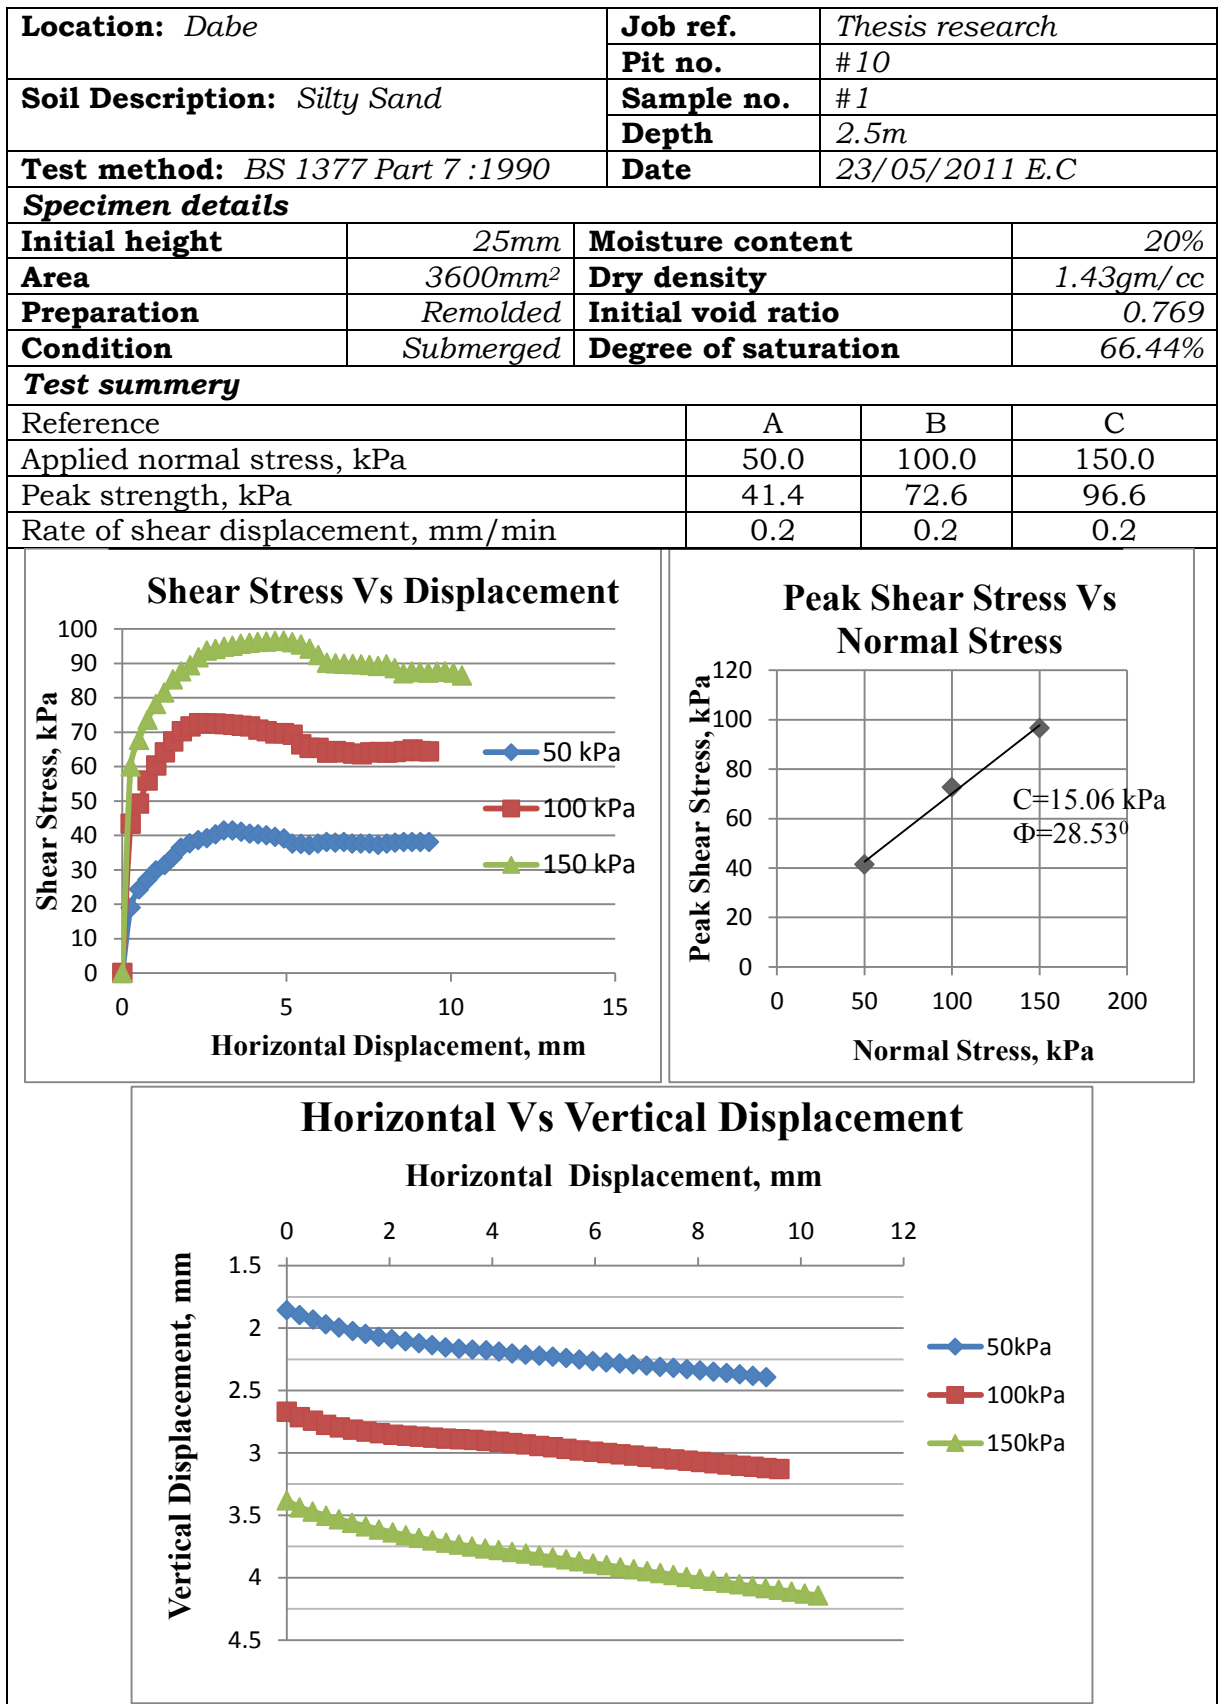 Location: Dabe
Job ref. Thesis research
Pit no. #10
Soil Description: Silty Sand
Sample no. #1
Depth 2.5m
Test method: BS 1377 Part 7 :1990 Date 23/05/2011 E.C
Specimen details
Initial height 25mm Moisture content 20%
Area 3600mm² Dry density 1.43gm/cc
Preparation Remolded Initial void ratio 0.769
Condition Submerged Degree of saturation 66.44%
Test summery
Reference A B C
Applied normal stress, kPa 50.0 100.0 150.0
Peak strength, kPa 41.4 72.6 96.6
Rate of shear displacement, mm/min 0.2 0.2 0.2
Shear Stress Vs Displacement
Shear Stress, kPa
100
90
80
70
60
50
40
30
20
10
0
0 5 10 15
Horizontal Displacement, mm
50 kPa
100 kPa
150 kPa
Peak Shear Stress Vs
Normal Stress
Peak Shear Stress, kPa
120
100
80
60
40
20
0
0 50 100 150 200
Normal Stress, kPa
C=15.06 kPa
Φ=28.53⁰
Horizontal Vs Vertical Displacement
Horizontal Displacement, mm
0 2 4 6 8 10 12
Vertical Displacement, mm
1.5
2
2.5
3
3.5
4
4.5
50kPa
100kPa
150kPa